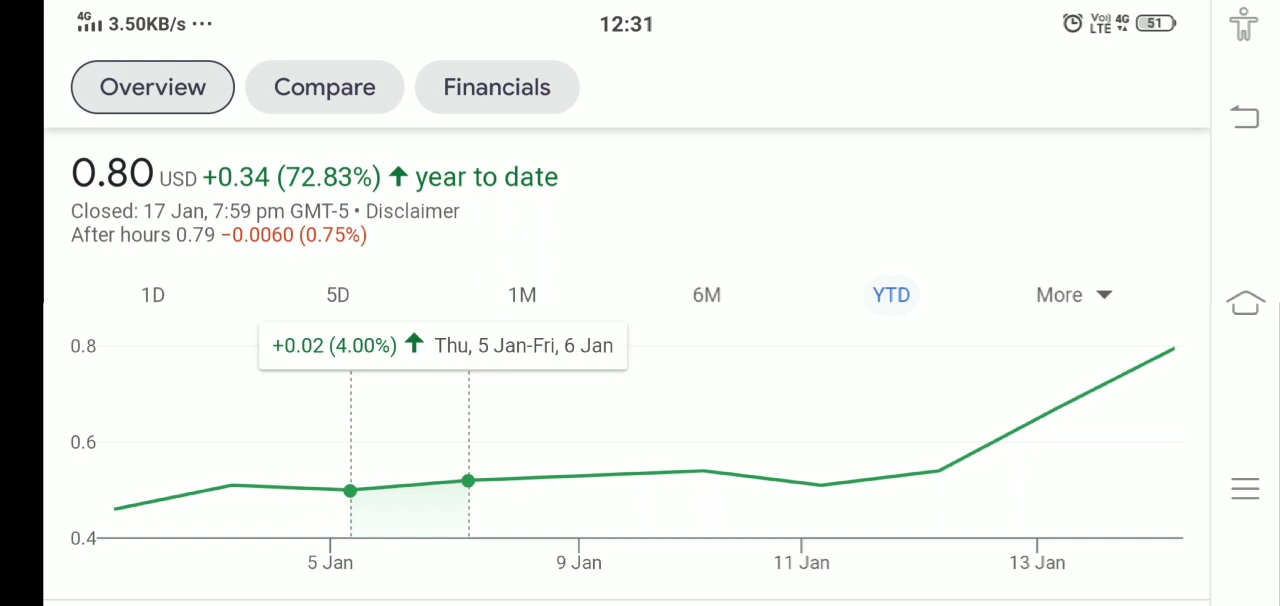 4G 3.50KB/s ··· 12:31 Vo)) LTE 4G 51
Overview Compare Financials
0.80 USD +0.34 (72.83%) ↑ year to date
Closed: 17 Jan, 7:59 pm GMT-5 • Disclaimer
After hours 0.79 −0.0060 (0.75%)
1D 5D 1M 6M YTD More
0.8
+0.02 (4.00%) ↑ Thu, 5 Jan-Fri, 6 Jan
0.6
0.4
5 Jan 9 Jan 11 Jan 13 Jan